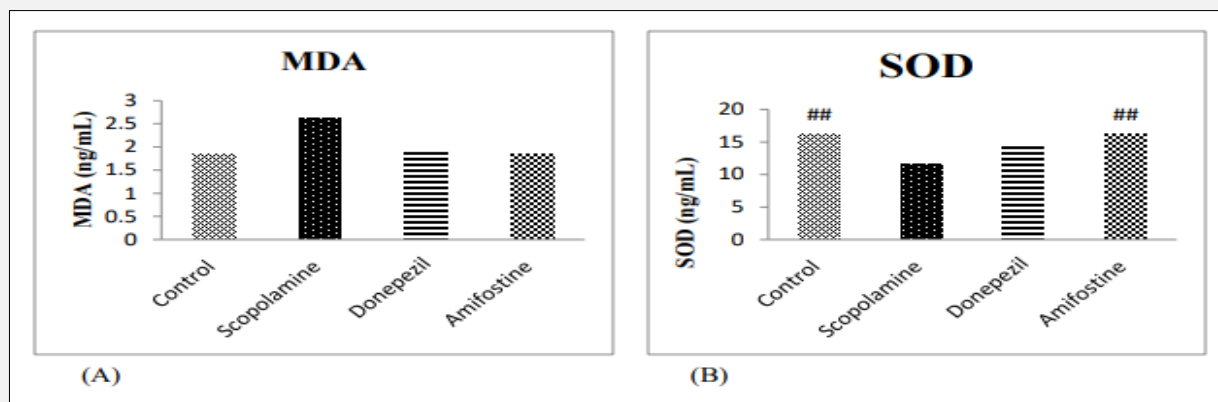 MDA
MDA (ng/mL)
3
2.5
2
1.5
1
0.5
0
Control
Scopolamine
Donepezil
Amifostine
(A)
SOD
SOD (ng/mL)
20
15
10
5
0
##
##
Control
Scopolamine
Donepezil
Amifostine
(B)